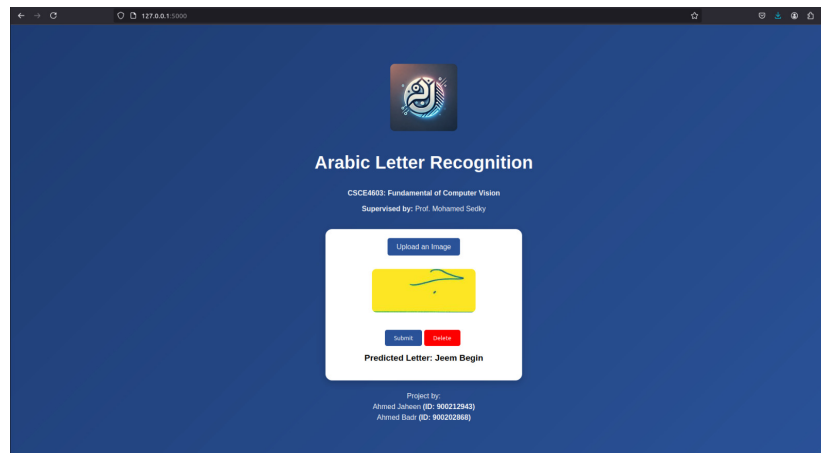 127.0.0.1:5000
Arabic Letter Recognition
CSCE4603: Fundamental of Computer Vision
Supervised by: Prof. Mohamed Sedky
Upload an Image
جـ
Submit Delete
Predicted Letter: Jeem Begin
Project by:
Ahmed Jaheen (ID: 900212943)
Ahmed Badr (ID: 900202868)